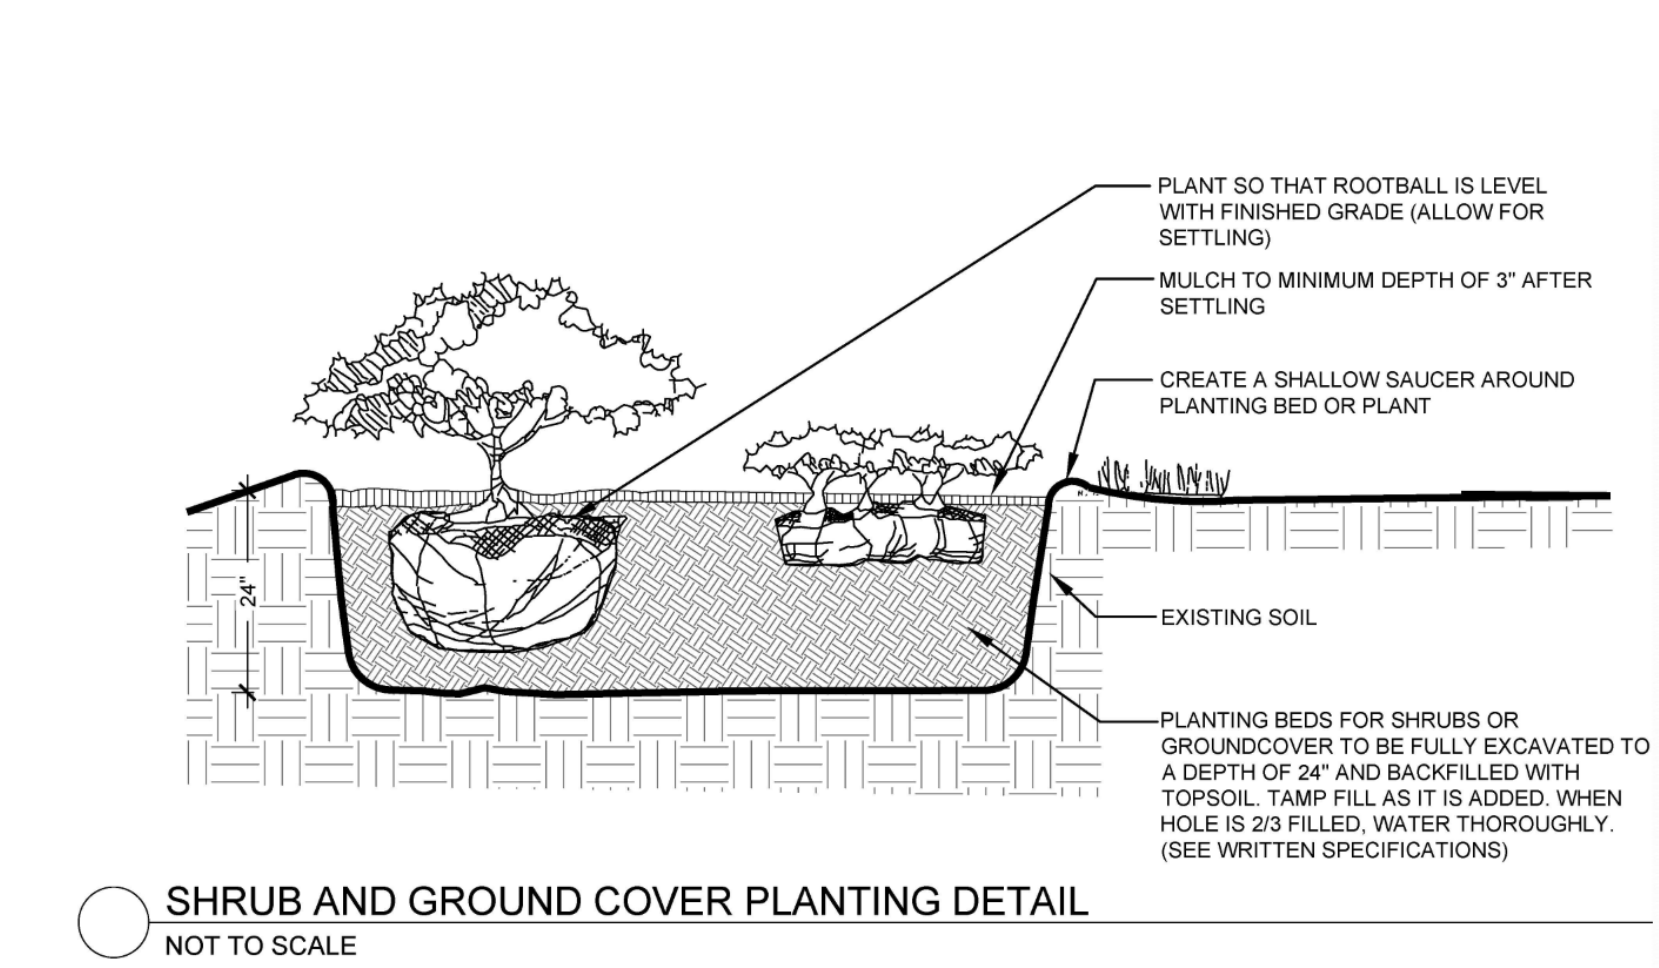 PLANT SO THAT ROOTBALL IS LEVEL
WITH FINISHED GRADE (ALLOW FOR
SETTLING)
MULCH TO MINIMUM DEPTH OF 3" AFTER
SETTLING
CREATE A SHALLOW SAUCER AROUND
PLANTING BED OR PLANT
24"
EXISTING SOIL
PLANTING BEDS FOR SHRUBS OR
GROUNDCOVER TO BE FULLY EXCAVATED TO
A DEPTH OF 24" AND BACKFILLED WITH
TOPSOIL. TAMP FILL AS IT IS ADDED. WHEN
HOLE IS 2/3 FILLED, WATER THOROUGHLY.
(SEE WRITTEN SPECIFICATIONS)
SHRUB AND GROUND COVER PLANTING DETAIL
NOT TO SCALE